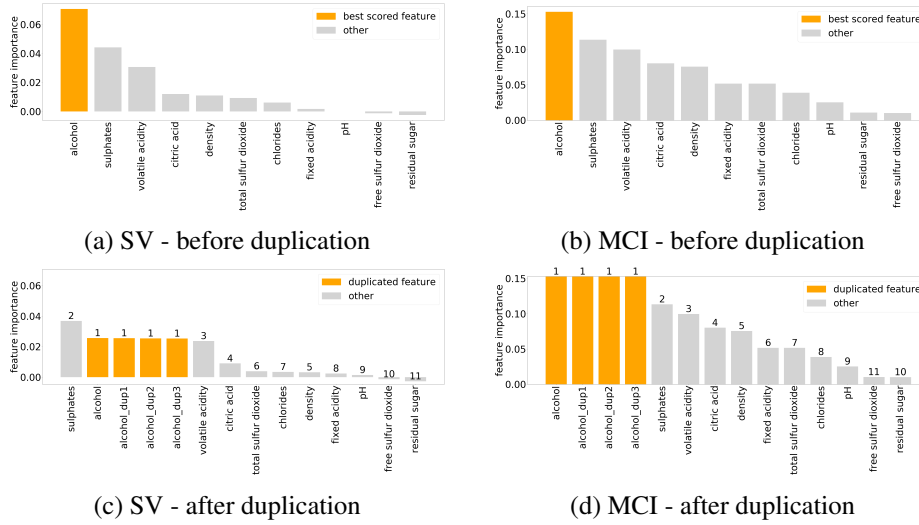 0.06
0.04
0.02
0.00
feature importance
best scored feature
other
alcohol
sulphates
volatile acidity
citric acid
density
total sulfur dioxide
chlorides
fixed acidity
pH
free sulfur dioxide
residual sugar
(a) SV - before duplication
0.15
0.10
0.05
0.00
feature importance
best scored feature
other
alcohol
sulphates
volatile acidity
citric acid
density
fixed acidity
total sulfur dioxide
chlorides
pH
residual sugar
free sulfur dioxide
(b) MCI - before duplication
0.06
0.04
0.02
0.00
feature importance
duplicated feature
other
2 1 1 1 1 3 4 6 7 5 8 9 10 11
sulphates
alcohol
alcohol_dup1
alcohol_dup2
alcohol_dup3
volatile acidity
citric acid
total sulfur dioxide
chlorides
density
fixed acidity
pH
free sulfur dioxide
residual sugar
(c) SV - after duplication
0.15
0.10
0.05
0.00
feature importance
duplicated feature
other
1 1 1 1 2 3 4 5 6 7 8 9 11 10
alcohol
alcohol_dup1
alcohol_dup2
alcohol_dup3
sulphates
volatile acidity
citric acid
density
fixed acidity
total sulfur dioxide
chlorides
pH
free sulfur dioxide
residual sugar
(d) MCI - after duplication